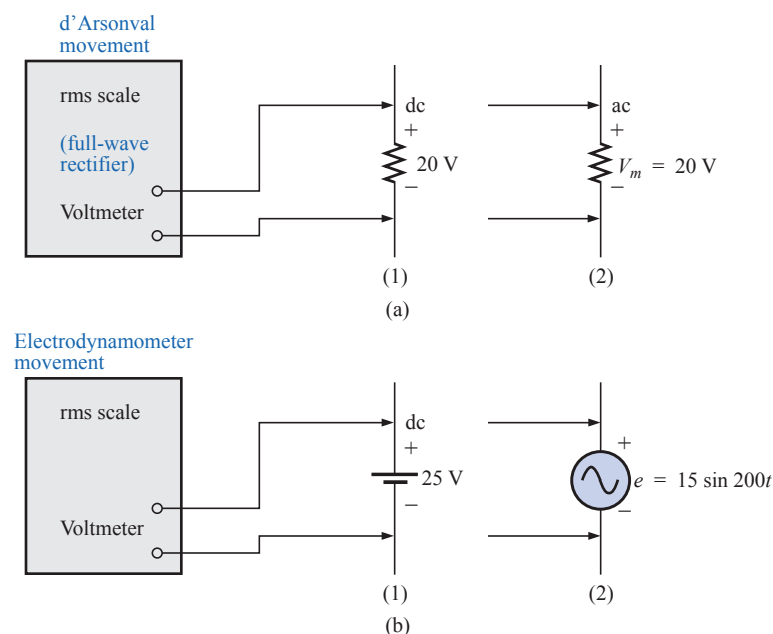 d’Arsonval
movement
rms scale
(full-wave
rectifier)
Voltmeter
dc
+
20 V
−
(1)
ac
+
Vm = 20 V
−
(2)
(a)
Electrodynamometer
movement
rms scale
Voltmeter
dc
+
25 V
−
(1)
+
e = 15 sin 200t
−
(2)
(b)